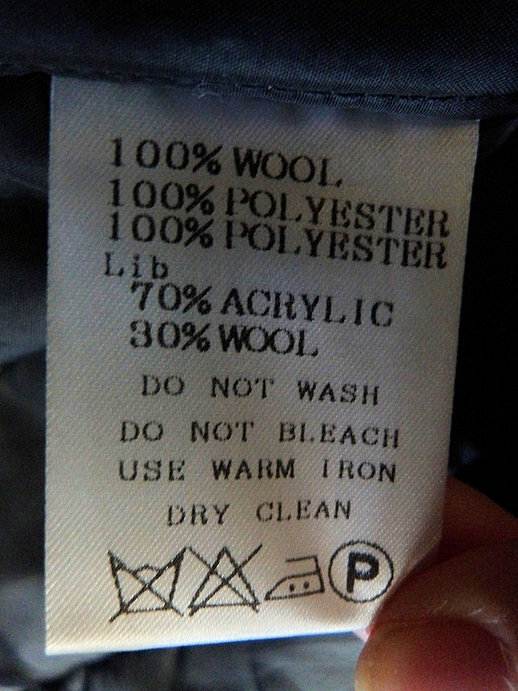 100% WOOL
100% POLYESTER
100% POLYESTER
Lib
70% ACRYLIC
30% WOOL
DO NOT WASH
DO NOT BLEACH
USE WARM IRON
DRY CLEAN
P